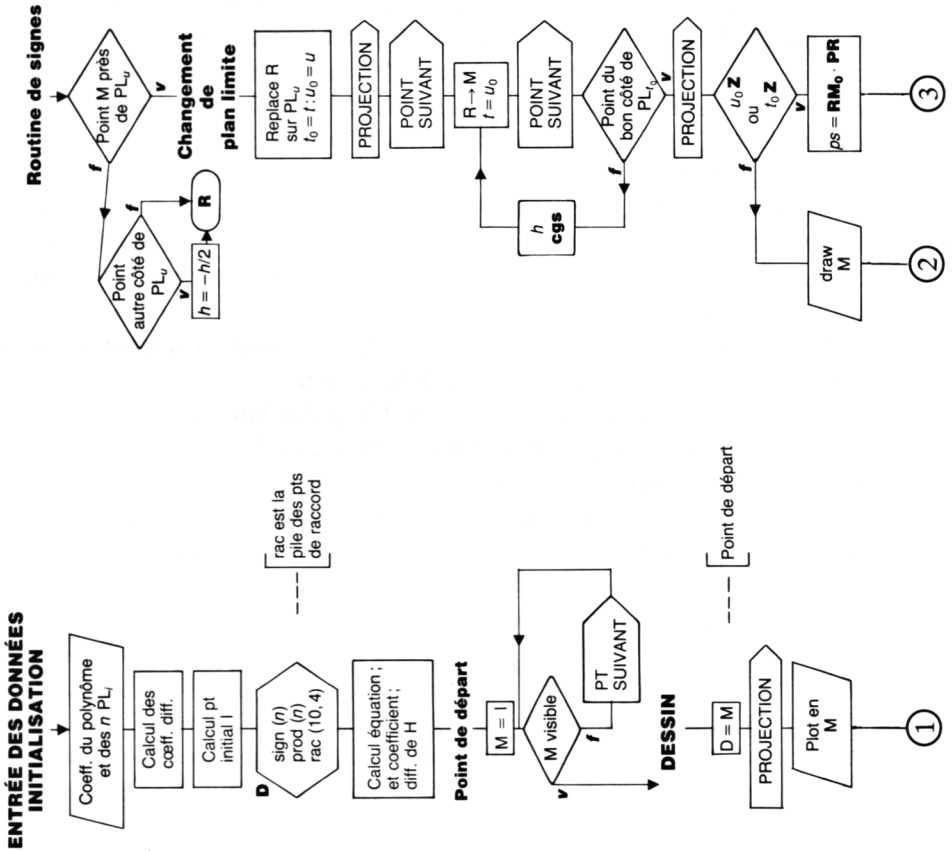 ENTRÉE DES DONNÉES
INITIALISATION
Coeff. du polynôme
et des n PLi
Calcul des
cœff. diff.
Calcul pt
initial I
D
sign (n)
prod (n)
rac (10, 4)
rac est la
pile des pts
de raccord
Calcul équation ;
et coefficient ;
diff. de H
Point de départ
M = I
M visible
f
v
PT
SUIVANT
DESSIN
D = M
Point de départ
PROJECTION
Plot en
M
1
Routine de signes
Point M près
de PLu
f
v
Point
autre côté de
PLu
f
v
R
h = −h/2
Changement
de
plan limite
Replace R
sur PLu
t0 = t : u0 = u
PROJECTION
POINT
SUIVANT
R→M
t = u0
h
cgs
POINT
SUIVANT
Point du
bon côté de
PLt0
f
v
PROJECTION
u0 Z
ou
t0 Z
f
v
draw
M
ps = RM0 · PR
2
3